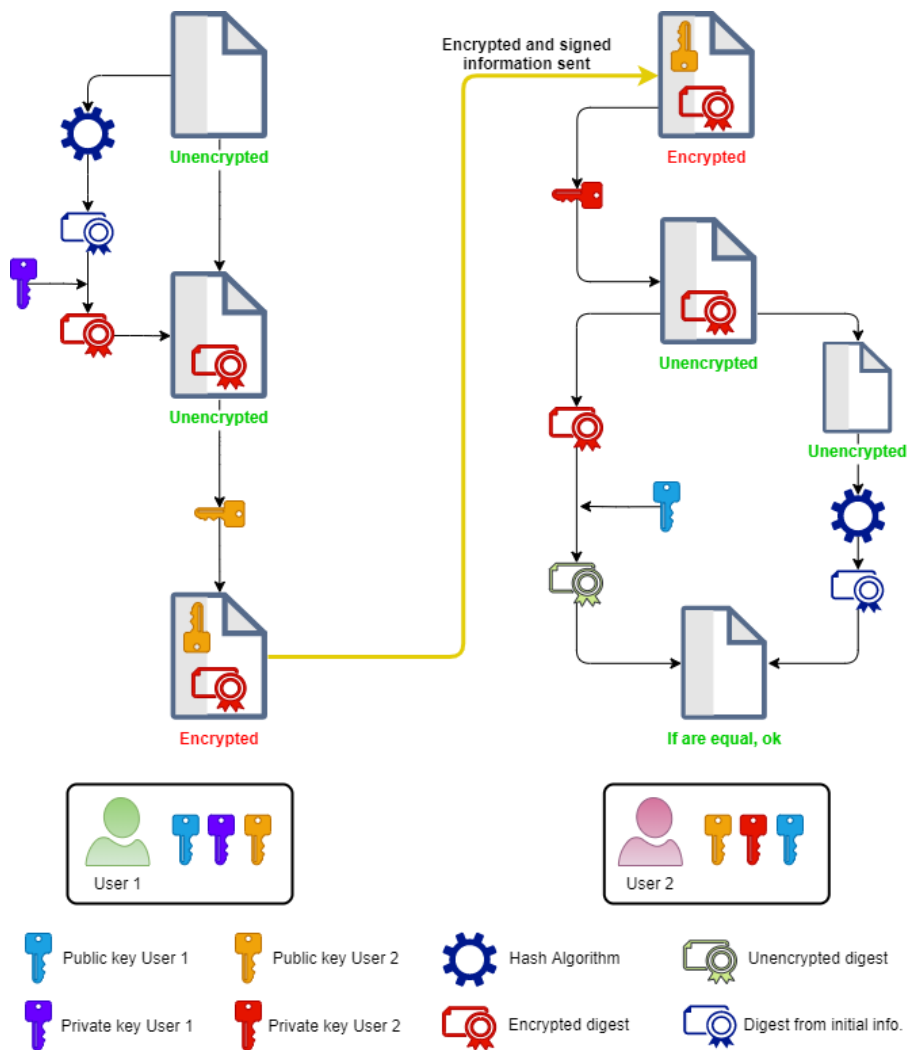 Encrypted and signed
information sent
Unencrypted
Encrypted
Unencrypted
Unencrypted
Unencrypted
Encrypted
Unencrypted
If are equal, ok
User 1
User 2
Public key User 1
Public key User 2
Hash Algorithm
Unencrypted digest
Private key User 1
Private key User 2
Encrypted digest
Digest from initial info.